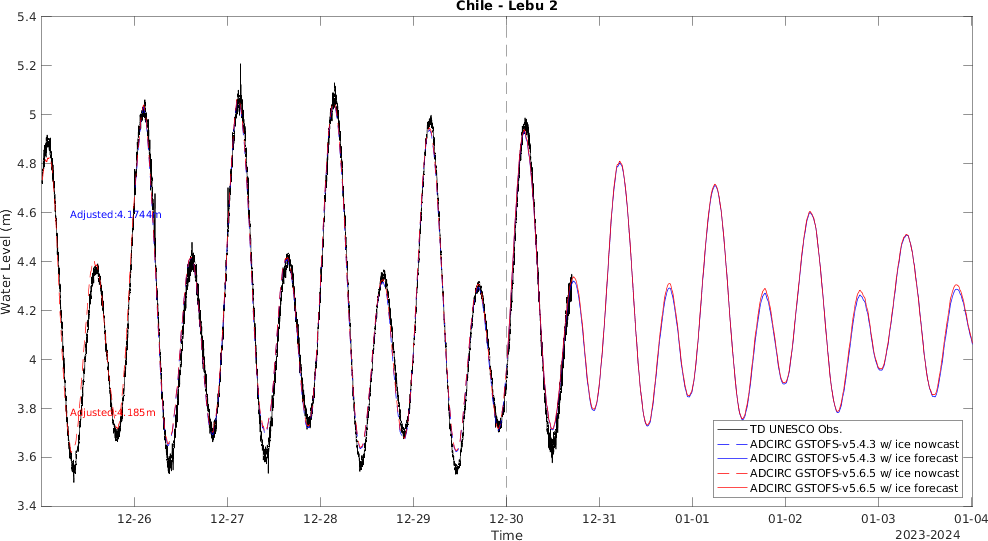 Chile - Lebu 2
5.4
5.2
5
4.8
4.6
4.4
4.2
4
3.8
3.6
3.4
Water Level (m)
Adjusted:4.1744m
Adjusted:4.185m
TD UNESCO Obs.
ADCIRC GSTOFS-v5.4.3 w/ ice nowcast
ADCIRC GSTOFS-v5.4.3 w/ ice forecast
ADCIRC GSTOFS-v5.6.5 w/ ice nowcast
ADCIRC GSTOFS-v5.6.5 w/ ice forecast
12-26 12-27 12-28 12-29 12-30 12-31 01-01 01-02 01-03 01-04
Time
2023-2024